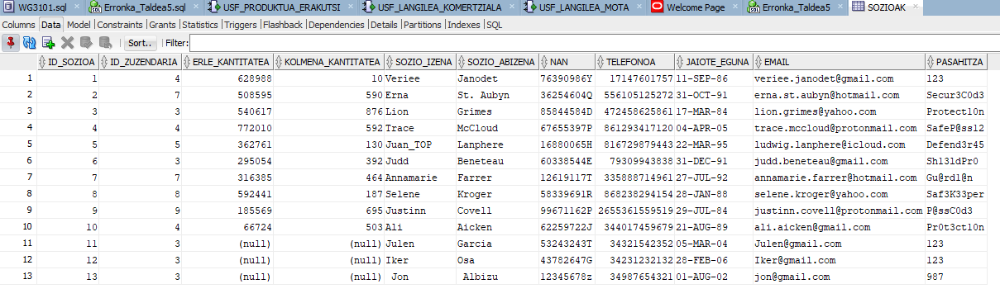 WG3101.sql Erronka_Taldea5.sql USF_PRODUKTUA_ERAKUTSI USF_LANGILEA_KOMERTZIALA USF_LANGILEA_MOTA Welcome Page Erronka_Taldea5 SOZIOAK
Columns Data Model Constraints Grants Statistics Triggers Flashback Dependencies Details Partitions Indexes SQL
Sort.. Filter:
ID_SOZIOA ID_ZUZENDARIA ERLE_KANTITATEA KOLMENA_KANTITATEA SOZIO_IZENA SOZIO_ABIZENA NAN TELEFONOA JAIOTE_EGUNA EMAIL PASAHITZA
1 1 4 628988 10 Veriee Janodet 76390986Y 17147601757 11-SEP-86 veriee.janodet@gmail.com 123
2 2 7 508595 590 Erna St. Aubyn 36254604Q 556105125272 31-OCT-91 erna.st.aubyn@hotmail.com Secur3C0d3
3 3 3 540617 876 Lion Grimes 85844584D 472458625861 17-MAR-84 lion.grimes@yahoo.com Protect10n
4 4 4 772010 592 Trace McCloud 67655397P 861293417120 04-APR-05 trace.mccloud@protonmail.com SafeP@ss12
5 5 5 362761 130 Juan_TOP Lanphere 16880065H 816729879443 22-MAR-95 ludwig.lanphere@icloud.com Defend3r45
6 6 3 295054 392 Judd Beneteau 60338544E 79309943838 31-DEC-91 judd.beneteau@gmail.com Sh13ldPr0
7 7 7 316385 464 Annamarie Farrer 12619117T 335888714961 27-JUL-92 annamarie.farrer@hotmail.com Gu@rd1@n
8 8 8 592441 187 Selene Kroger 58339691R 868238294154 28-JAN-88 selene.kroger@yahoo.com Saf3K33per
9 9 9 185569 695 Justinn Covell 99671162P 2655361559519 29-JUL-84 justinn.covell@protonmail.com P@ssC0d3
10 10 4 66724 503 Ali Aicken 62259722J 344017459679 21-AUG-89 ali.aicken@gmail.com Pr0t3ct10n
11 11 3 (null) (null) Julen Garcia 53243243T 34321542352 05-MAR-04 Julen@gmail.com 123
12 12 3 (null) (null) Iker Osa 43782647G 34231232132 28-FEB-06 Iker@gmail.com 123
13 13 3 (null) (null) Jon Albizu 12345678z 34987654321 01-AUG-02 jon@gmail.com 987